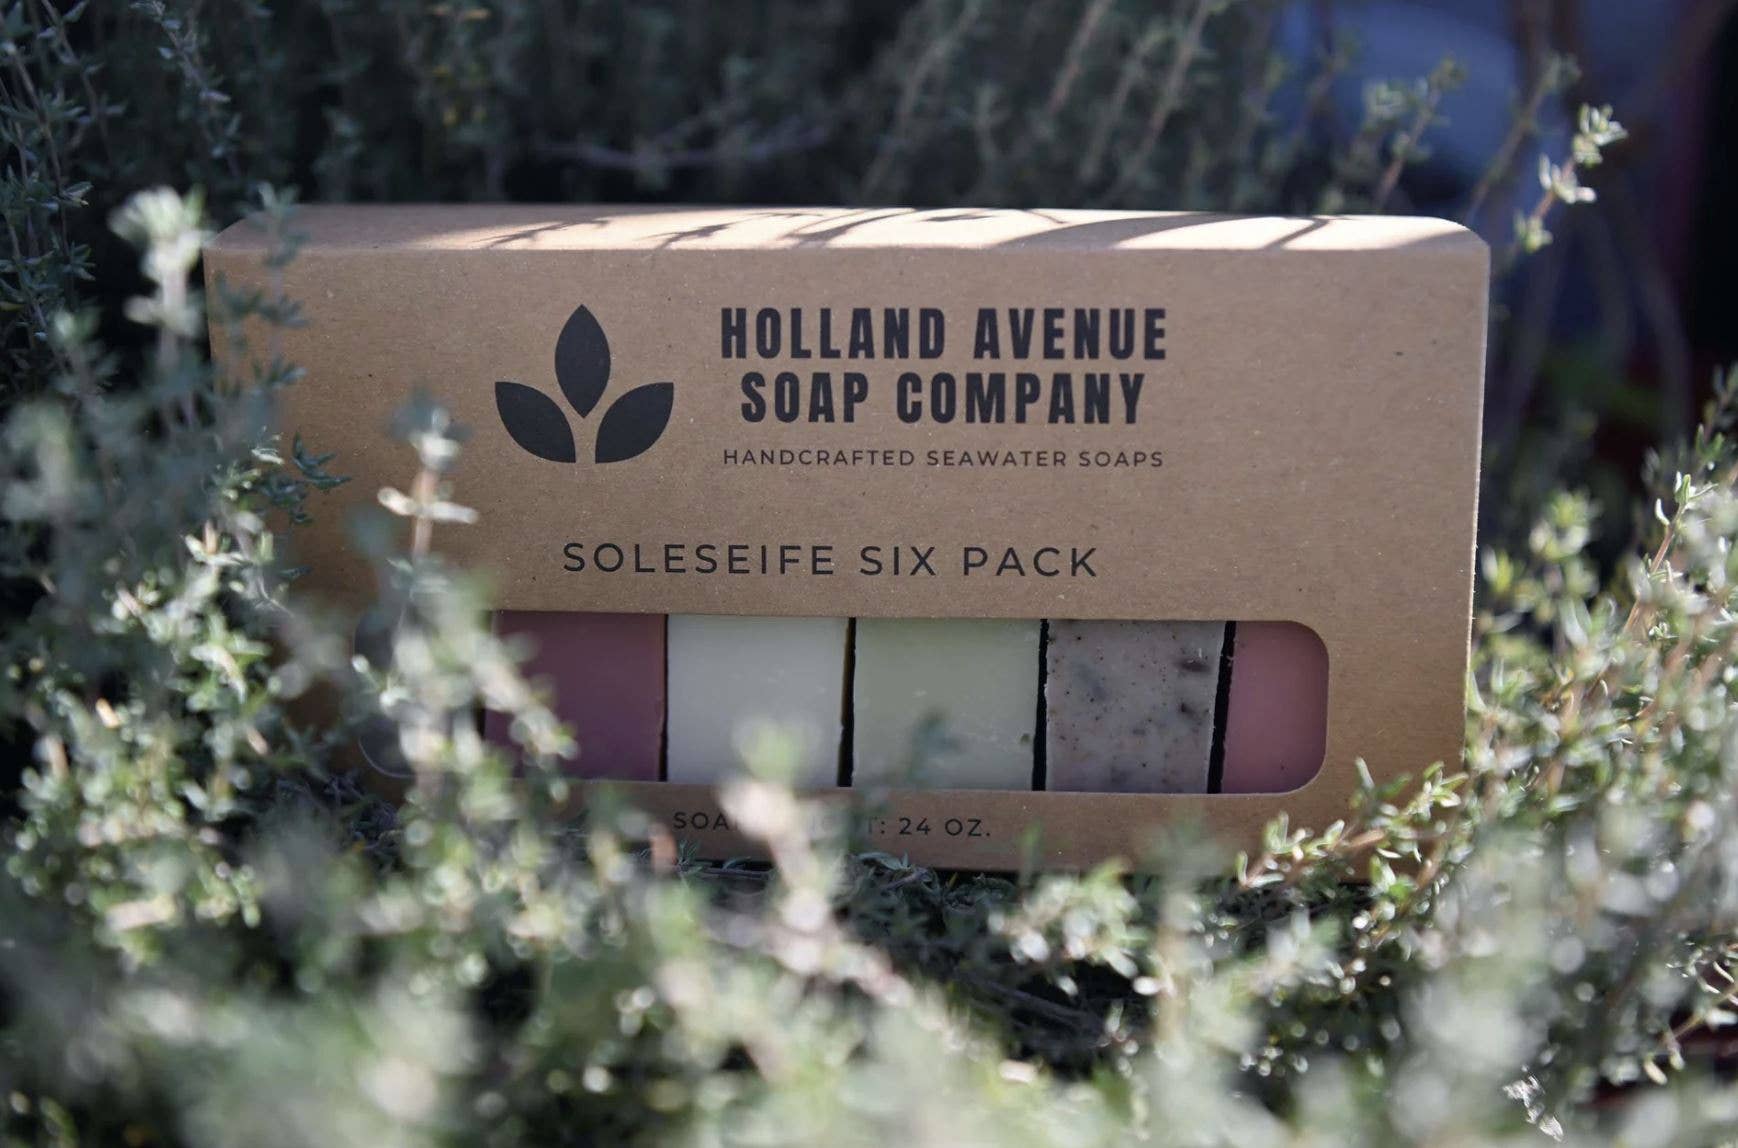 HOLLAND AVENUE
SOAP COMPANY
HANDCRAFTED SEAWATER SOAPS
SOLESEIFE SIX PACK
24 OZ.